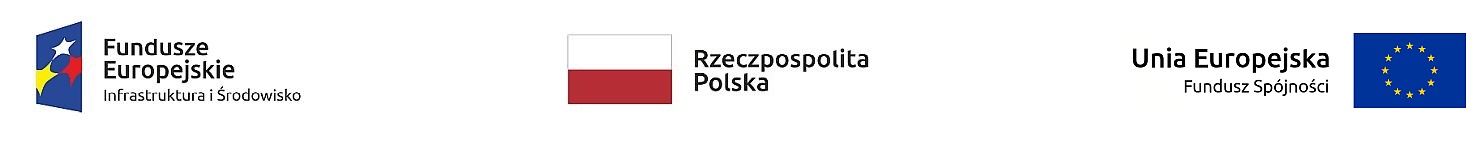 Fundusze
Europejskie
Infrastruktura i Środowisko
Rzeczpospolita
Polska
Unia Europejska
Fundusz Spójności